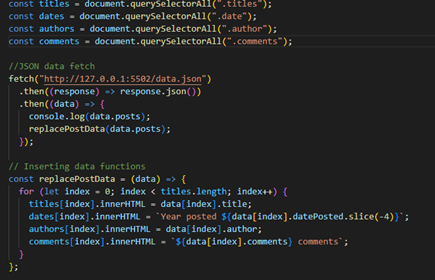 const titles = document.querySelectorAll(".titles");
const dates = document.querySelectorAll(".date");
const authors = document.querySelectorAll(".author");
const comments = document.querySelectorAll(".comments");
//JSON data fetch
fetch("http://127.0.0.1:5502/data.json")
  .then((response) => response.json())
  .then((data) => {
    console.log(data.posts);
    replacePostData(data.posts);
  });
// Inserting data functions
const replacePostData = (data) => {
  for (let index = 0; index < titles.length; index++) {
    titles[index].innerHTML = data[index].title;
    dates[index].innerHTML = `Year posted ${data[index].datePosted.slice(-4)}`;
    authors[index].innerHTML = data[index].author;
    comments[index].innerHTML = `${data[index].comments} comments`;
  }
};